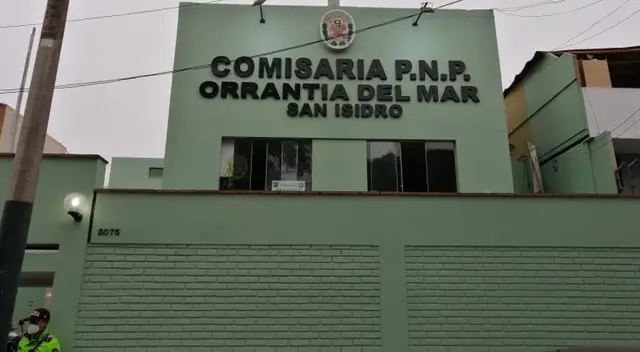 COMISARIA P.N.P.
ORRANTIA DEL MAR
SAN ISIDRO
2075